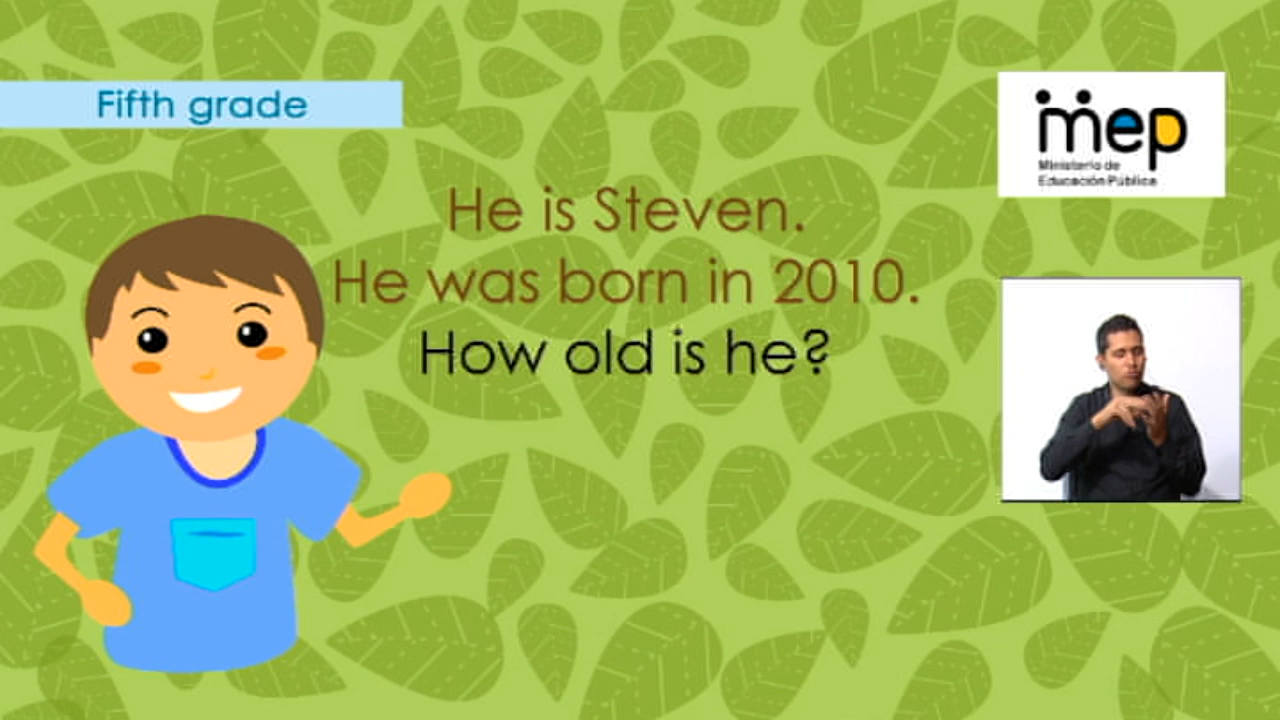 Fifth grade
mep
Ministerio de
Educación Pública
He is Steven.
He was born in 2010.
How old is he?